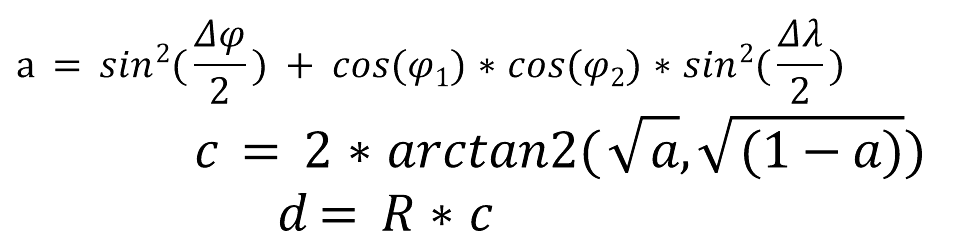 a = sin²(Δφ/2) + cos(φ₁) * cos(φ₂) * sin²(Δλ/2)
c = 2 * arctan2(√a,√(1 − a))
d = R * c